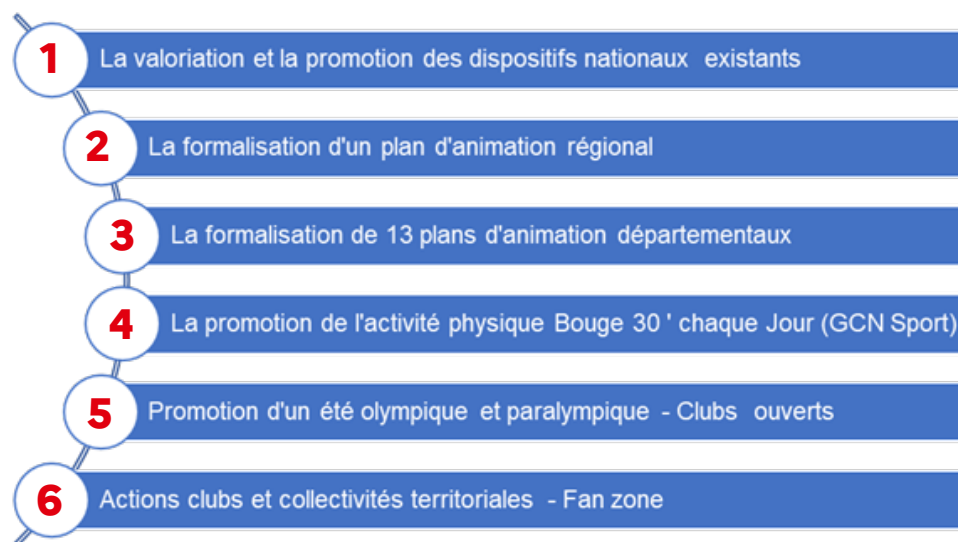 1 La valoriation et la promotion des dispositifs nationaux existants
2 La formalisation d'un plan d'animation régional
3 La formalisation de 13 plans d'animation départementaux
4 La promotion de l'activité physique Bouge 30 ' chaque Jour (GCN Sport)
5 Promotion d'un été olympique et paralympique - Clubs ouverts
6 Actions clubs et collectivités territoriales - Fan zone